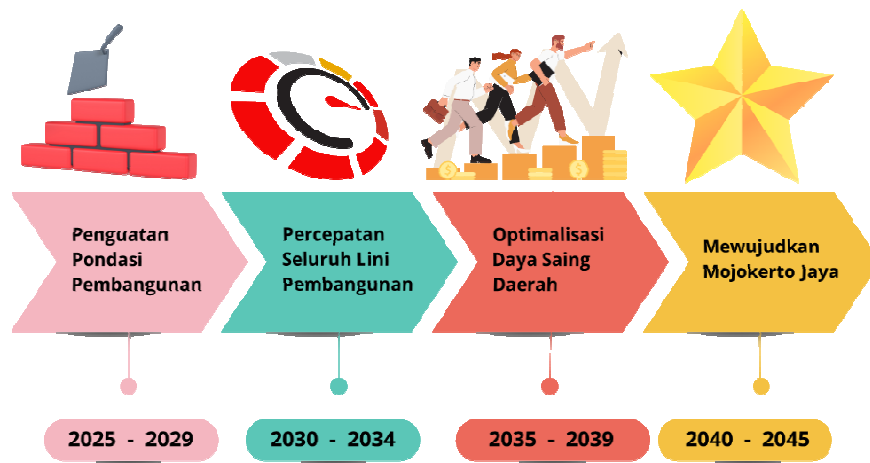 Penguatan
Pondasi
Pembangunan
Percepatan
Seluruh Lini
Pembangunan
Optimalisasi
Daya Saing
Daerah
Mewujudkan
Mojokerto Jaya
2025 - 2029
2030 - 2034
2035 - 2039
2040 - 2045